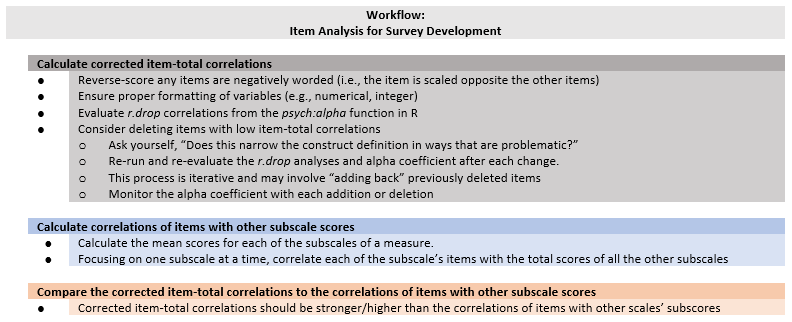 Workflow:
Item Analysis for Survey Development
Calculate corrected item-total correlations
● Reverse-score any items are negatively worded (i.e., the item is scaled opposite the other items)
● Ensure proper formatting of variables (e.g., numerical, integer)
● Evaluate r.drop correlations from the psych:alpha function in R
● Consider deleting items with low item-total correlations
○ Ask yourself, “Does this narrow the construct definition in ways that are problematic?”
○ Re-run and re-evaluate the r.drop analyses and alpha coefficient after each change.
○ This process is iterative and may involve “adding back” previously deleted items
○ Monitor the alpha coefficient with each addition or deletion
Calculate correlations of items with other subscale scores
● Calculate the mean scores for each of the subscales of a measure.
● Focusing on one subscale at a time, correlate each of the subscale’s items with the total scores of all the other subscales
Compare the corrected item-total correlations to the correlations of items with other subscale scores
● Corrected item-total correlations should be stronger/higher than the correlations of items with other scales’ subscores